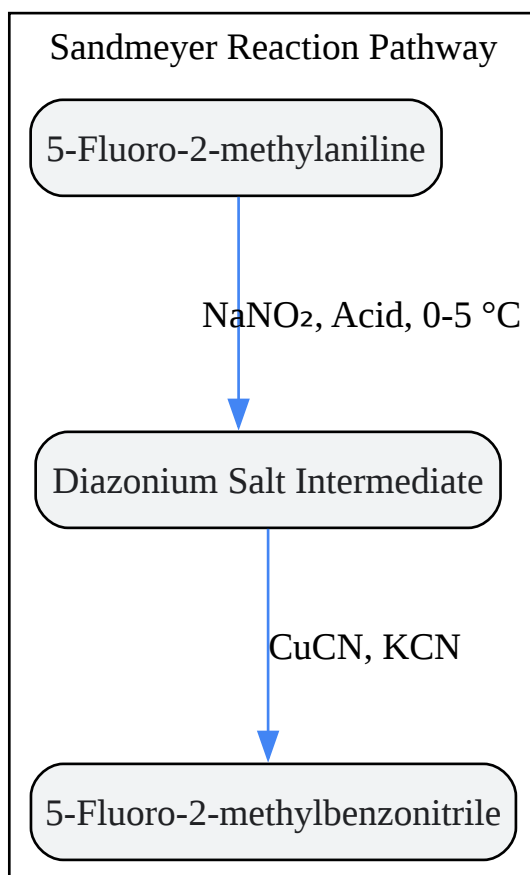 Sandmeyer Reaction Pathway
5-Fluoro-2-methylaniline
NaNO₂, Acid, 0-5 °C
Diazonium Salt Intermediate
CuCN, KCN
5-Fluoro-2-methylbenzonitrile